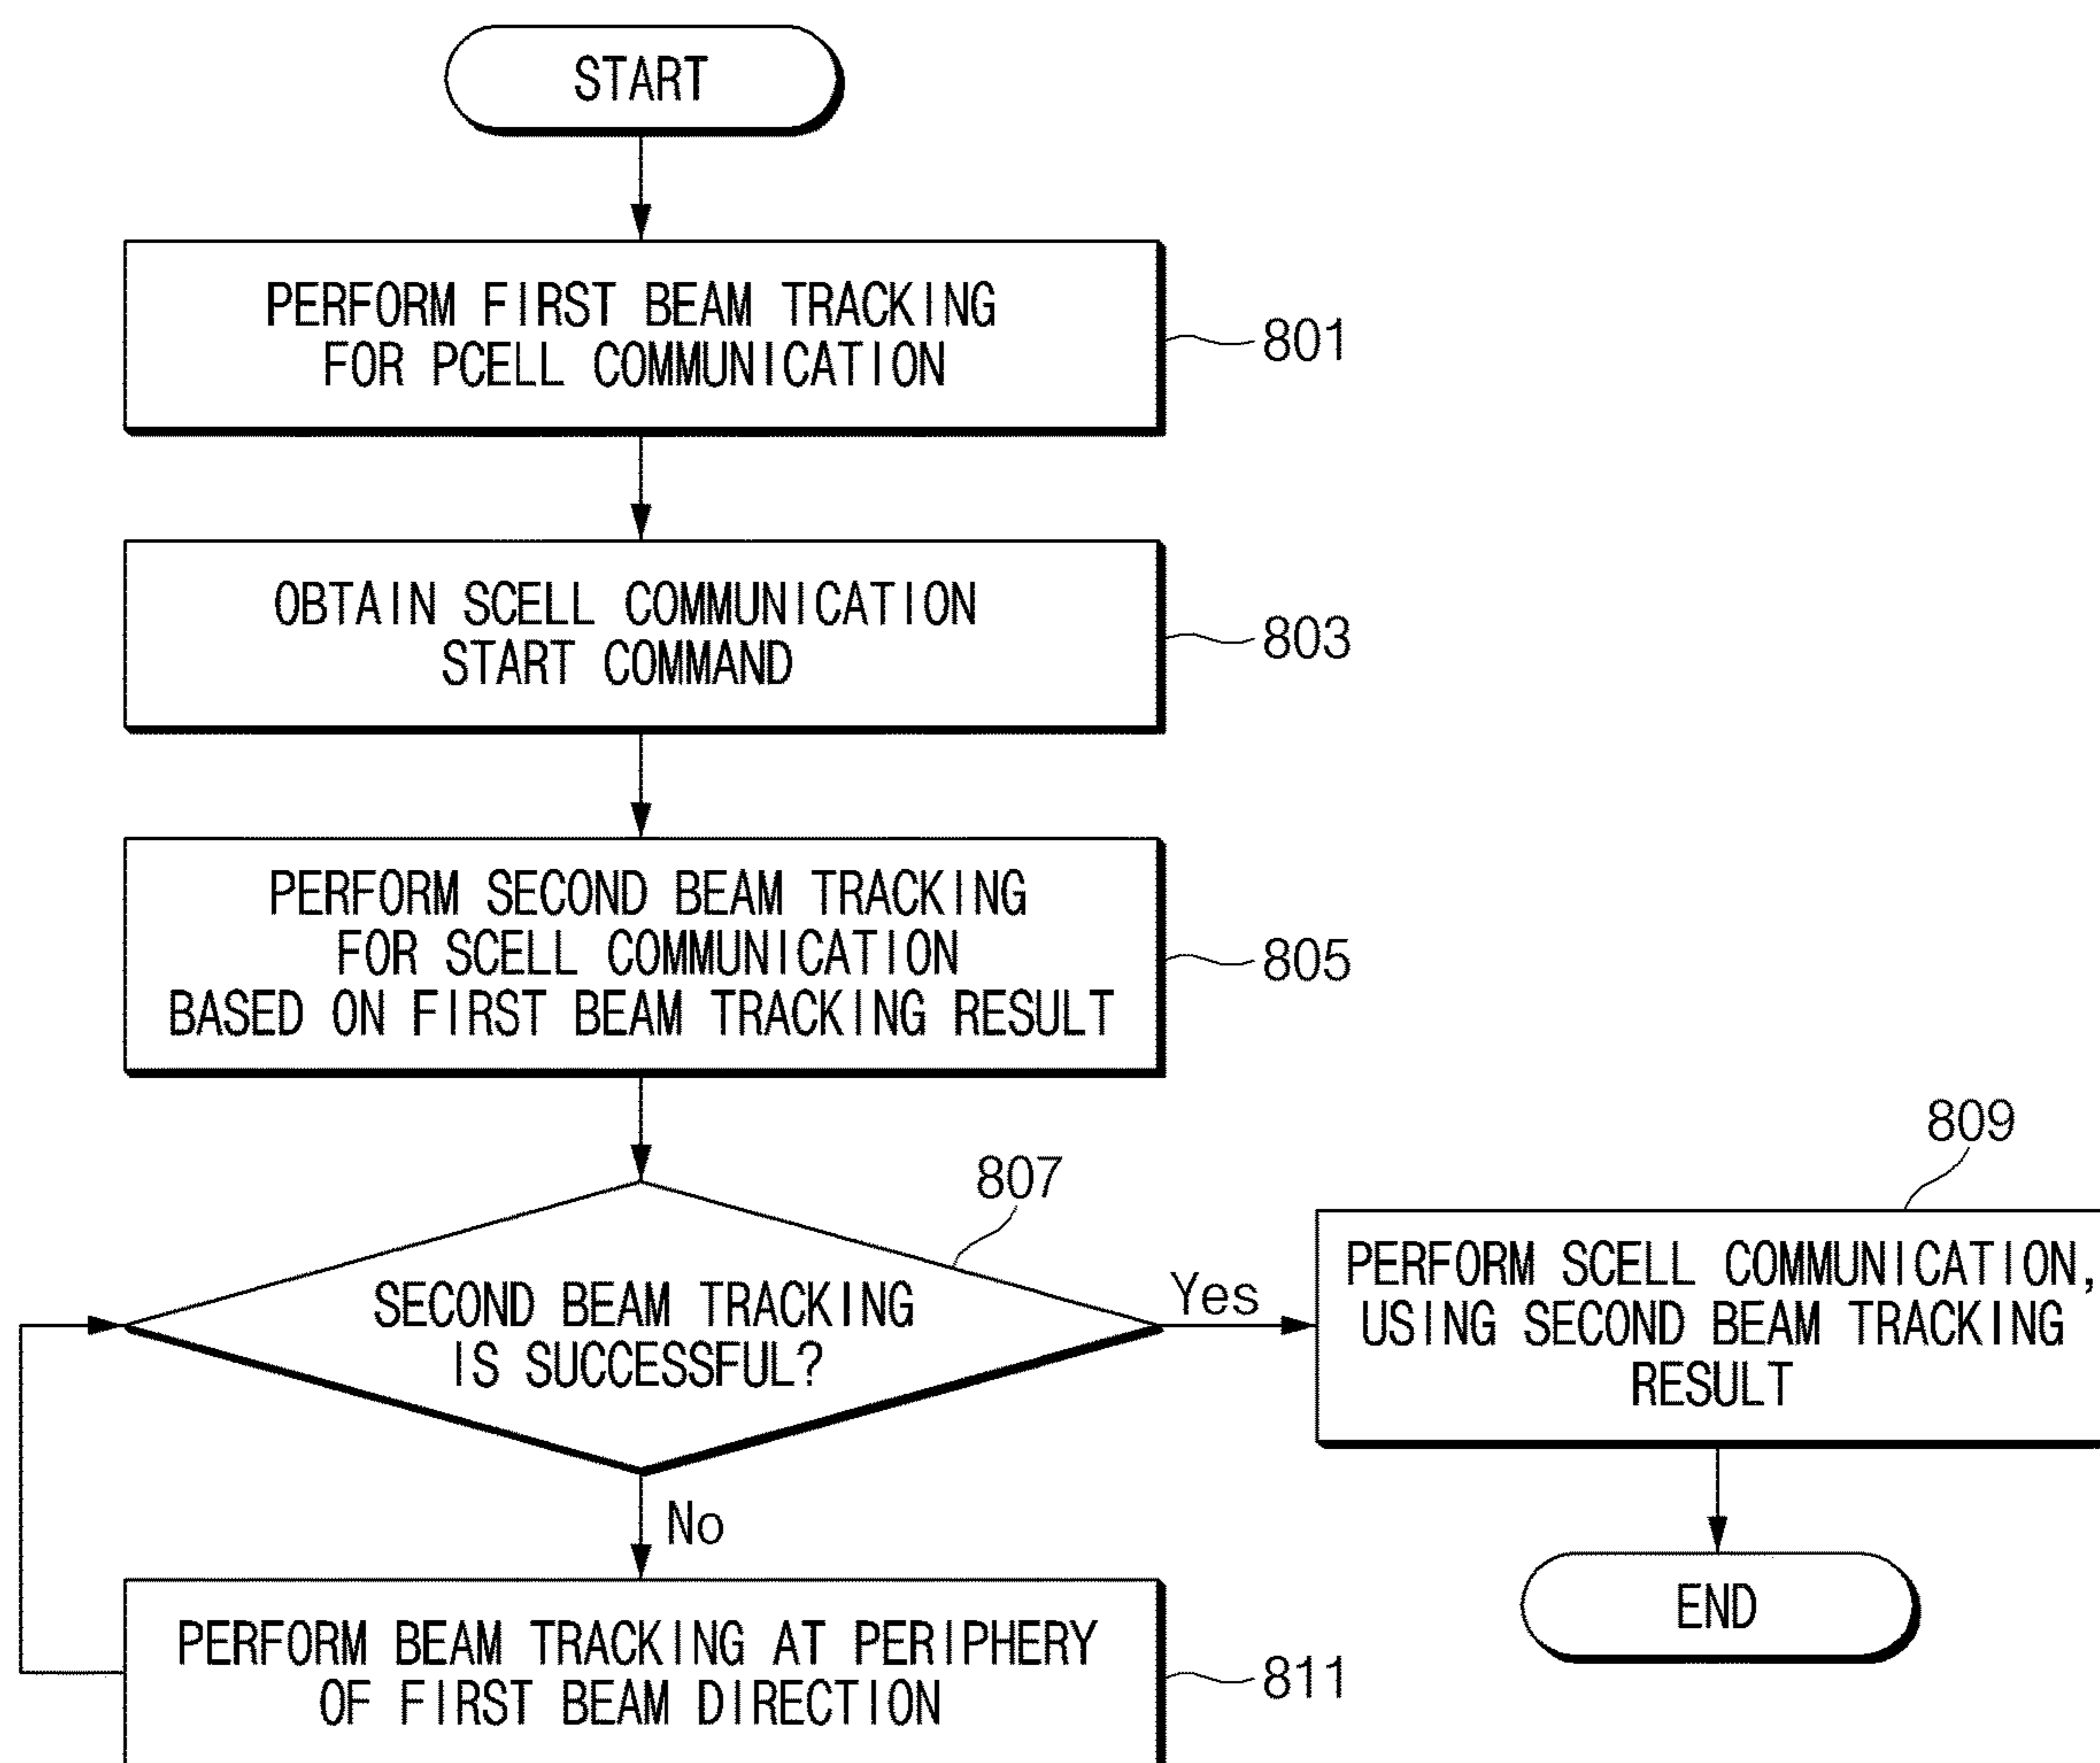 START
PERFORM FIRST BEAM TRACKING
FOR PCELL COMMUNICATION
801
OBTAIN SCELL COMMUNICATION
START COMMAND
803
PERFORM SECOND BEAM TRACKING
FOR SCELL COMMUNICATION
BASED ON FIRST BEAM TRACKING RESULT
805
807
SECOND BEAM TRACKING
IS SUCCESSFUL?
Yes
809
PERFORM SCELL COMMUNICATION,
USING SECOND BEAM TRACKING
RESULT
No
END
PERFORM BEAM TRACKING AT PERIPHERY
OF FIRST BEAM DIRECTION
811